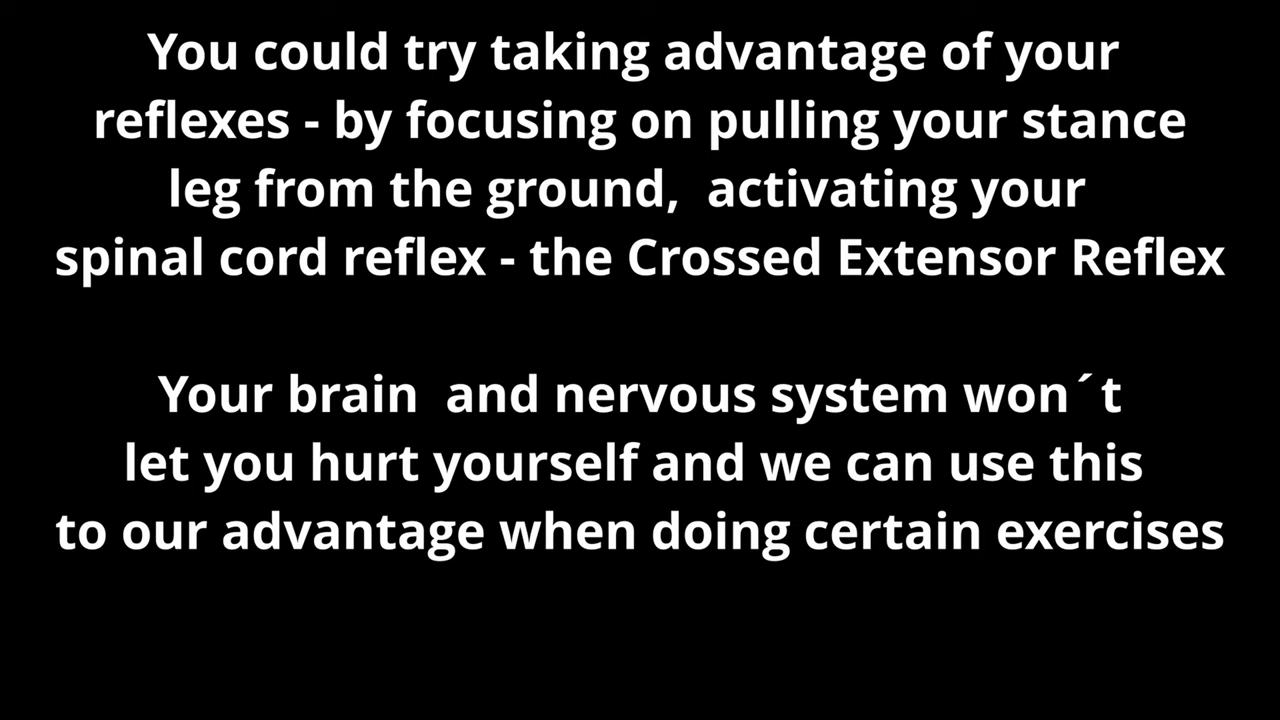 You could try taking advantage of your
reflexes - by focusing on pulling your stance
leg from the ground,  activating your
spinal cord reflex - the Crossed Extensor Reflex
Your brain  and nervous system won´t
let you hurt yourself and we can use this
to our advantage when doing certain exercises